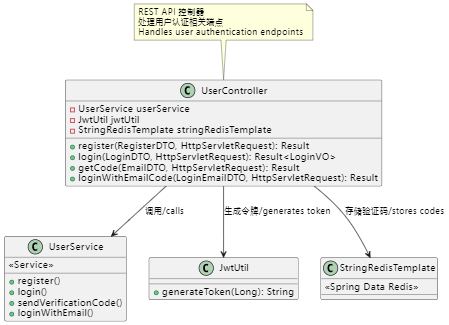 REST API 控制器
处理用户认证相关端点
Handles user authentication endpoints
C UserController
UserService userService
JwtUtil jwtUtil
StringRedisTemplate stringRedisTemplate
register(RegisterDTO, HttpServletRequest): Result
login(LoginDTO, HttpServletRequest): Result<LoginVO>
getCode(EmailDTO, HttpServletRequest): Result
loginWithEmailCode(LoginEmailDTO, HttpServletRequest): Result
调用/calls
生成令牌/generates token
存储验证码/stores codes
C UserService
«Service»
register()
login()
sendVerificationCode()
loginWithEmail()
C JwtUtil
generateToken(Long): String
C StringRedisTemplate
«Spring Data Redis»